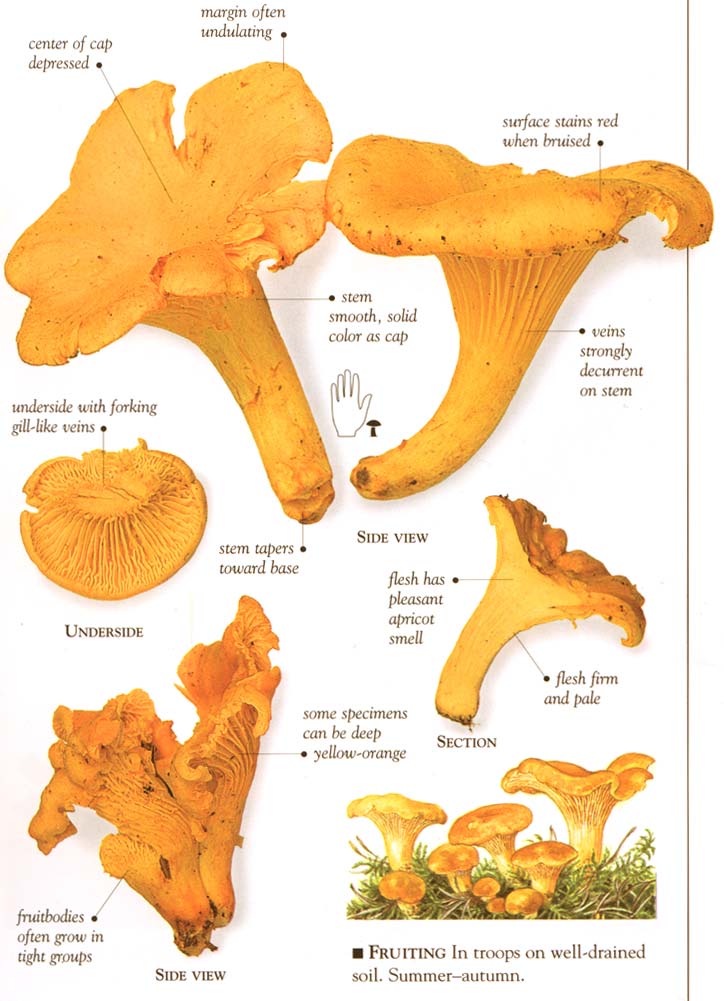 margin often
undulating
center of cap
depressed
surface stains red
when bruised
stem
smooth, solid
color as cap
veins
strongly
decurrent
on stem
underside with forking
gill-like veins
SIDE VIEW
stem tapers
toward base
flesh has
pleasant
apricot
smell
UNDERSIDE
flesh firm
and pale
some specimens
can be deep
yellow-orange
SECTION
fruitbodies
often grow in
tight groups
SIDE VIEW
■ FRUITING In troops on well-drained
soil. Summer–autumn.